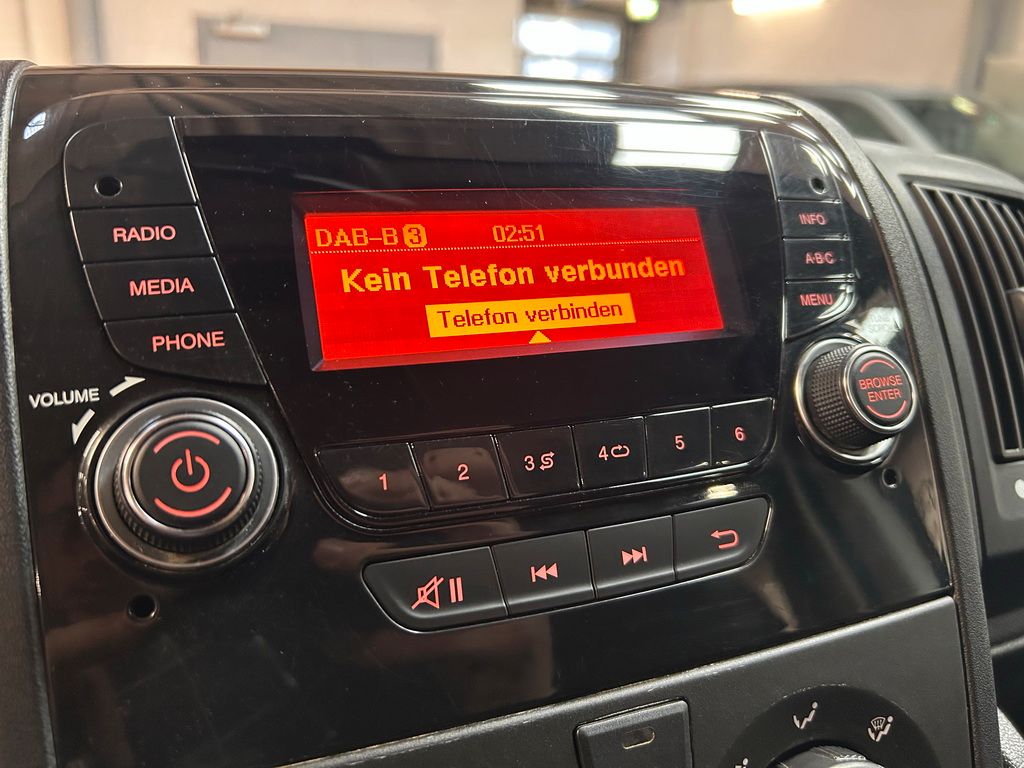 DAB-B 3 02:51
Kein Telefon verbunden
Telefon verbinden
RADIO
MEDIA
PHONE
VOLUME
INFO
A·B·C
MENU
BROWSE
ENTER
1 2 3 4 5 6